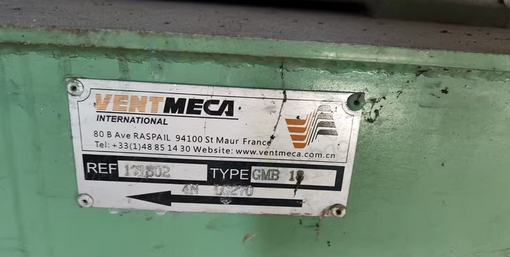 VENTMECA
INTERNATIONAL
80 B Ave RASPAIL 94100 St Maur France
Tel: +33(1)48 85 14 30 Website: www.ventmeca.com.cn
REF TYPE GMB
4M